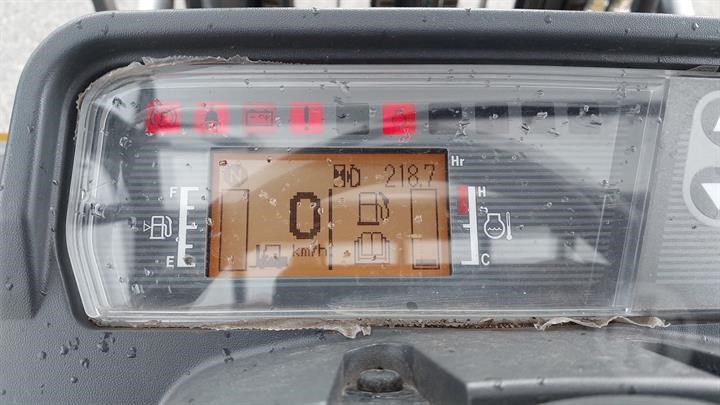 Hr
N 218.7
F H
0
km/h
E C